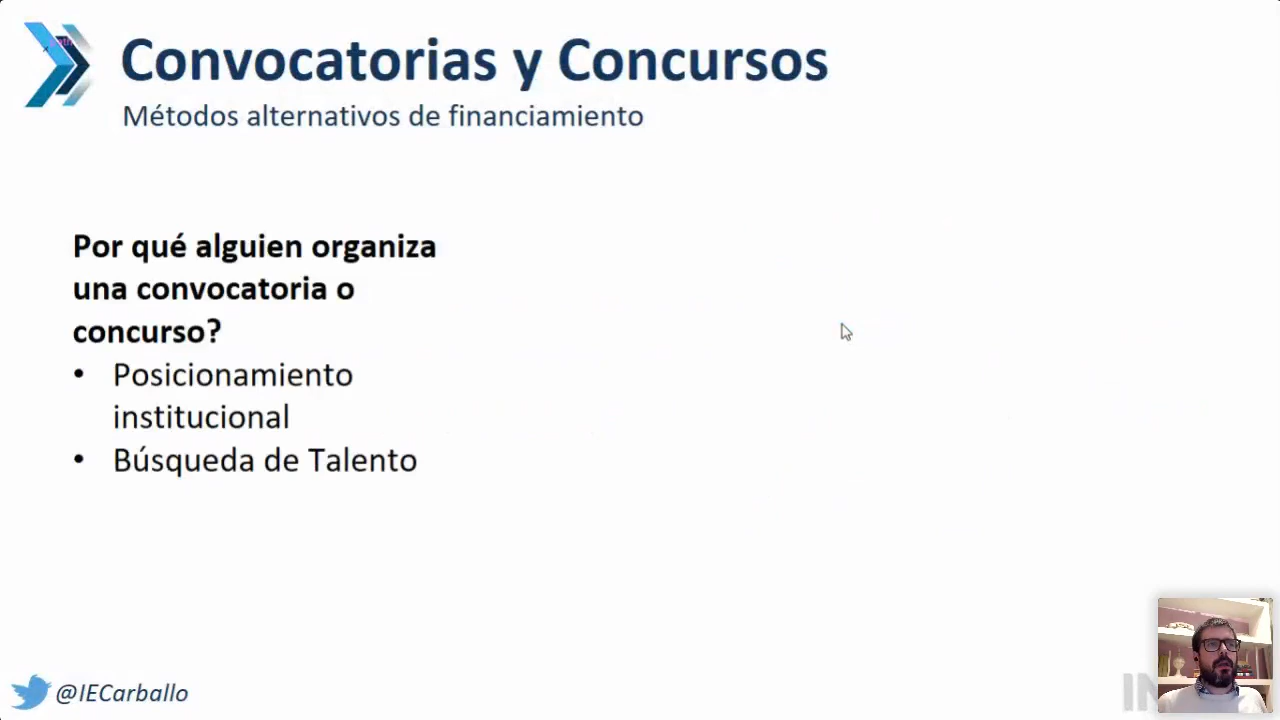 Convocatorias y Concursos
Métodos alternativos de financiamiento
Por qué alguien organiza
una convocatoria o
concurso?
• Posicionamiento
institucional
• Búsqueda de Talento
@IECarballo